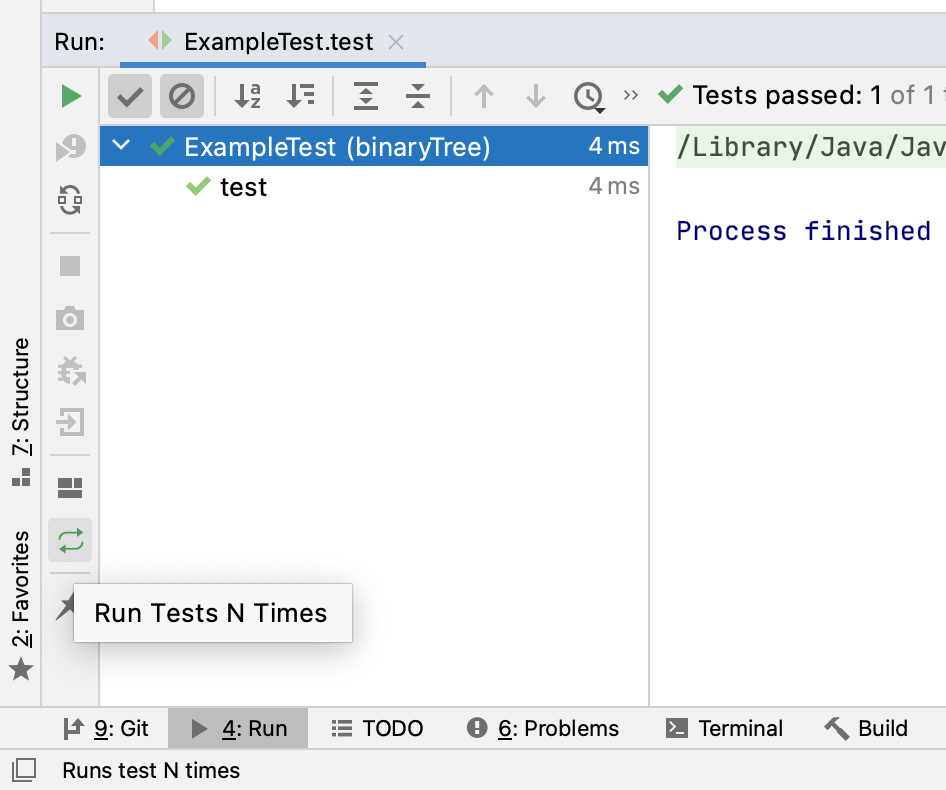 Run: ExampleTest.test
Tests passed: 1 of 1
ExampleTest (binaryTree) 4 ms
test 4 ms
/Library/Java/Jav
Process finished
7: Structure
2: Favorites
Run Tests N Times
9: Git 4: Run TODO 6: Problems Terminal Build
Runs test N times